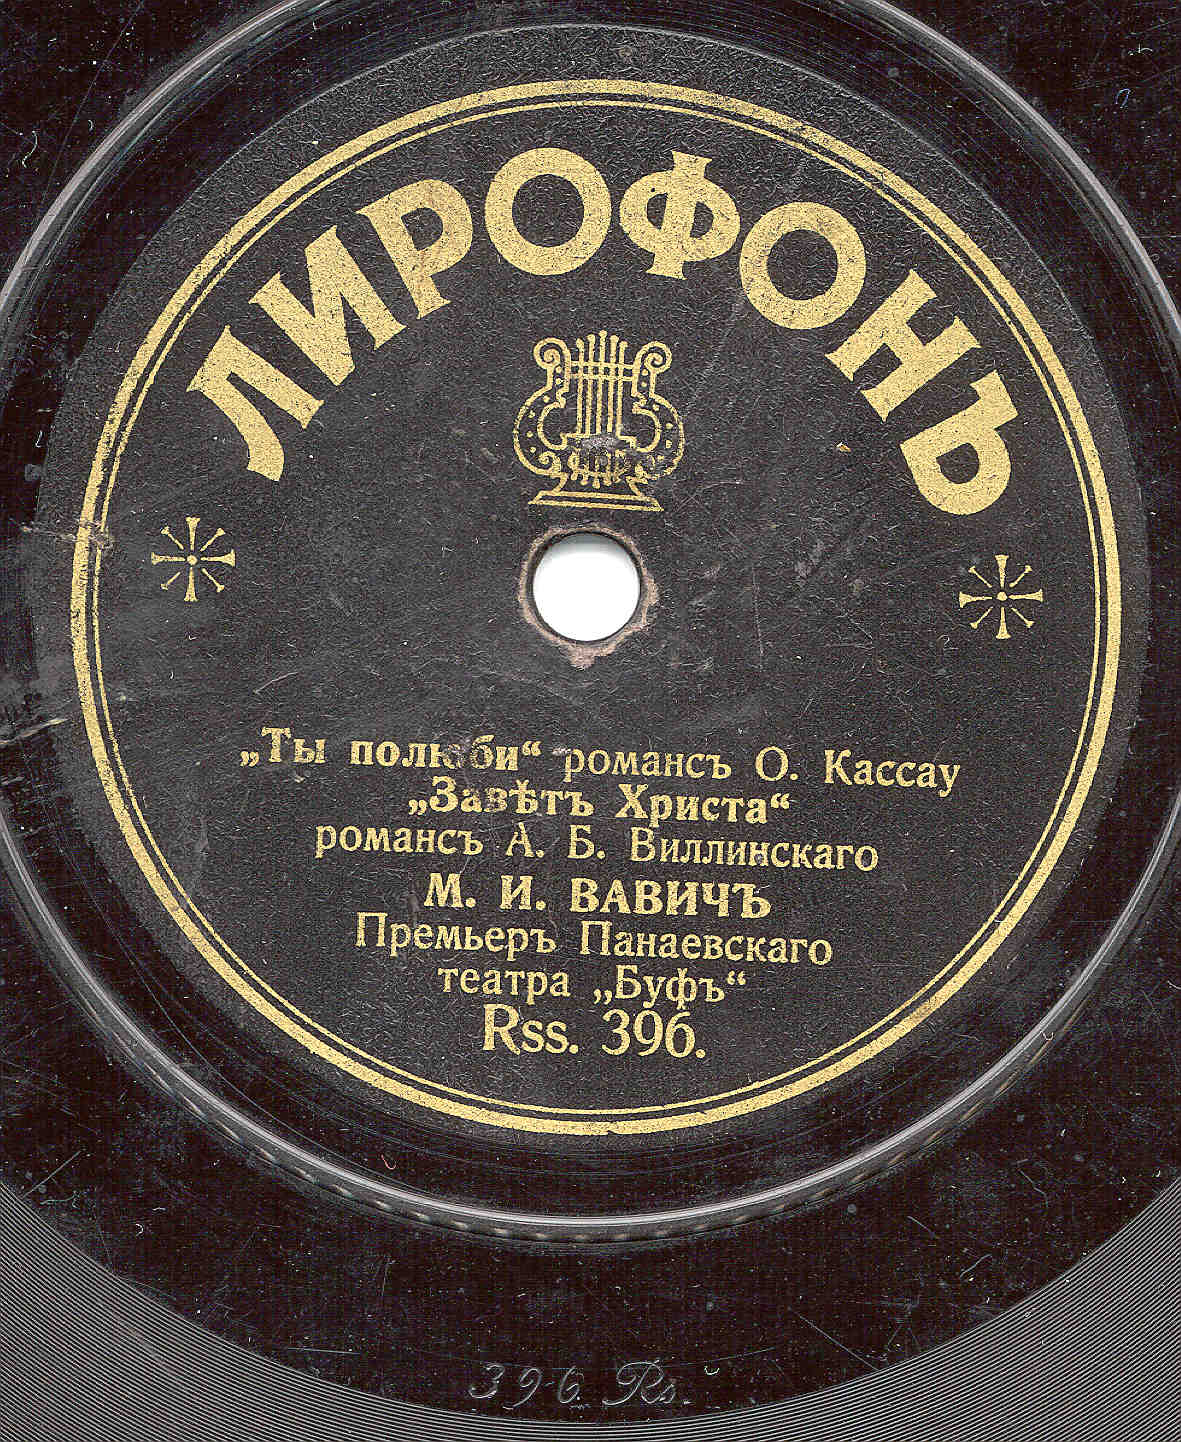 ЛИРОФОНЪ
„Ты полюби“ романсъ О. Кассау
„Завѣтъ Христа“
романсъ А. Б. Виллинскаго
М. И. ВАВИЧЪ
Премьеръ Панаевскаго
театра „Буфъ“
Rss. 396.
396 Rs.